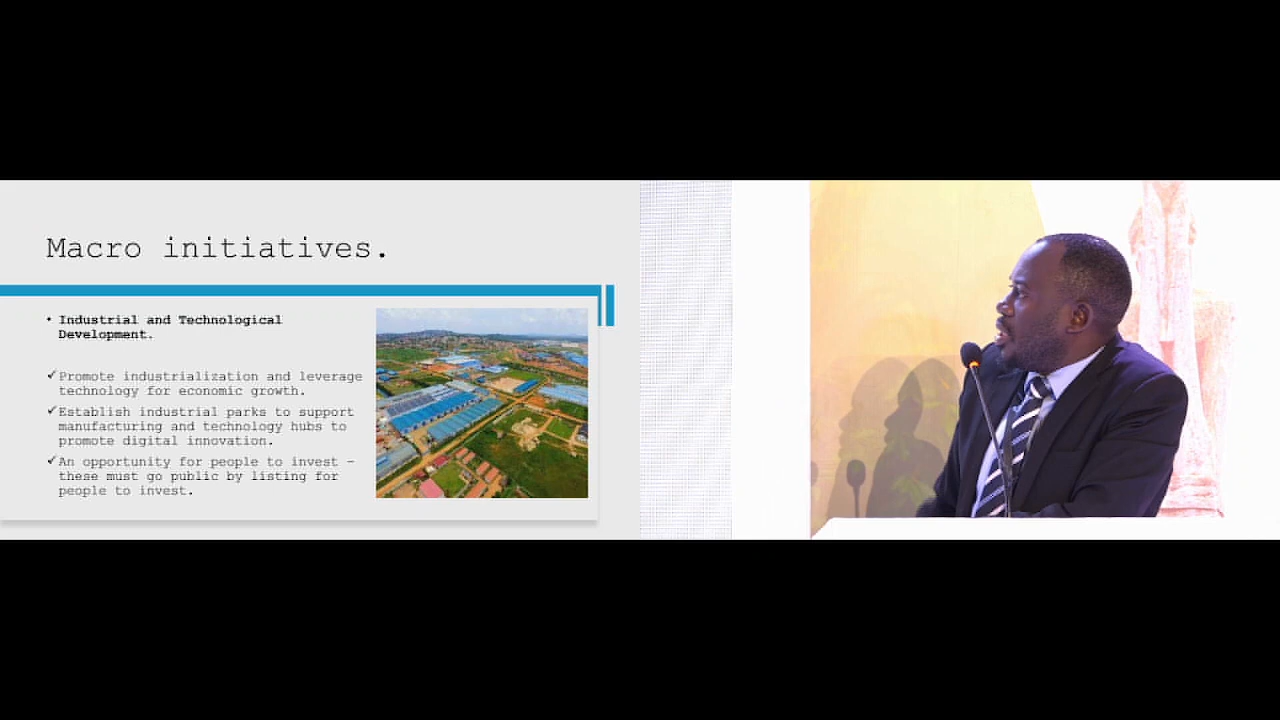 Macro initiatives.
• Industrial and Technological
Development.
✓Promote industrialization and leverage
technology for economic growth.
✓Establish industrial parks to support
manufacturing and technology hubs to
promote digital innovation.
✓An opportunity for people to invest –
these must go public by listing for
people to invest.